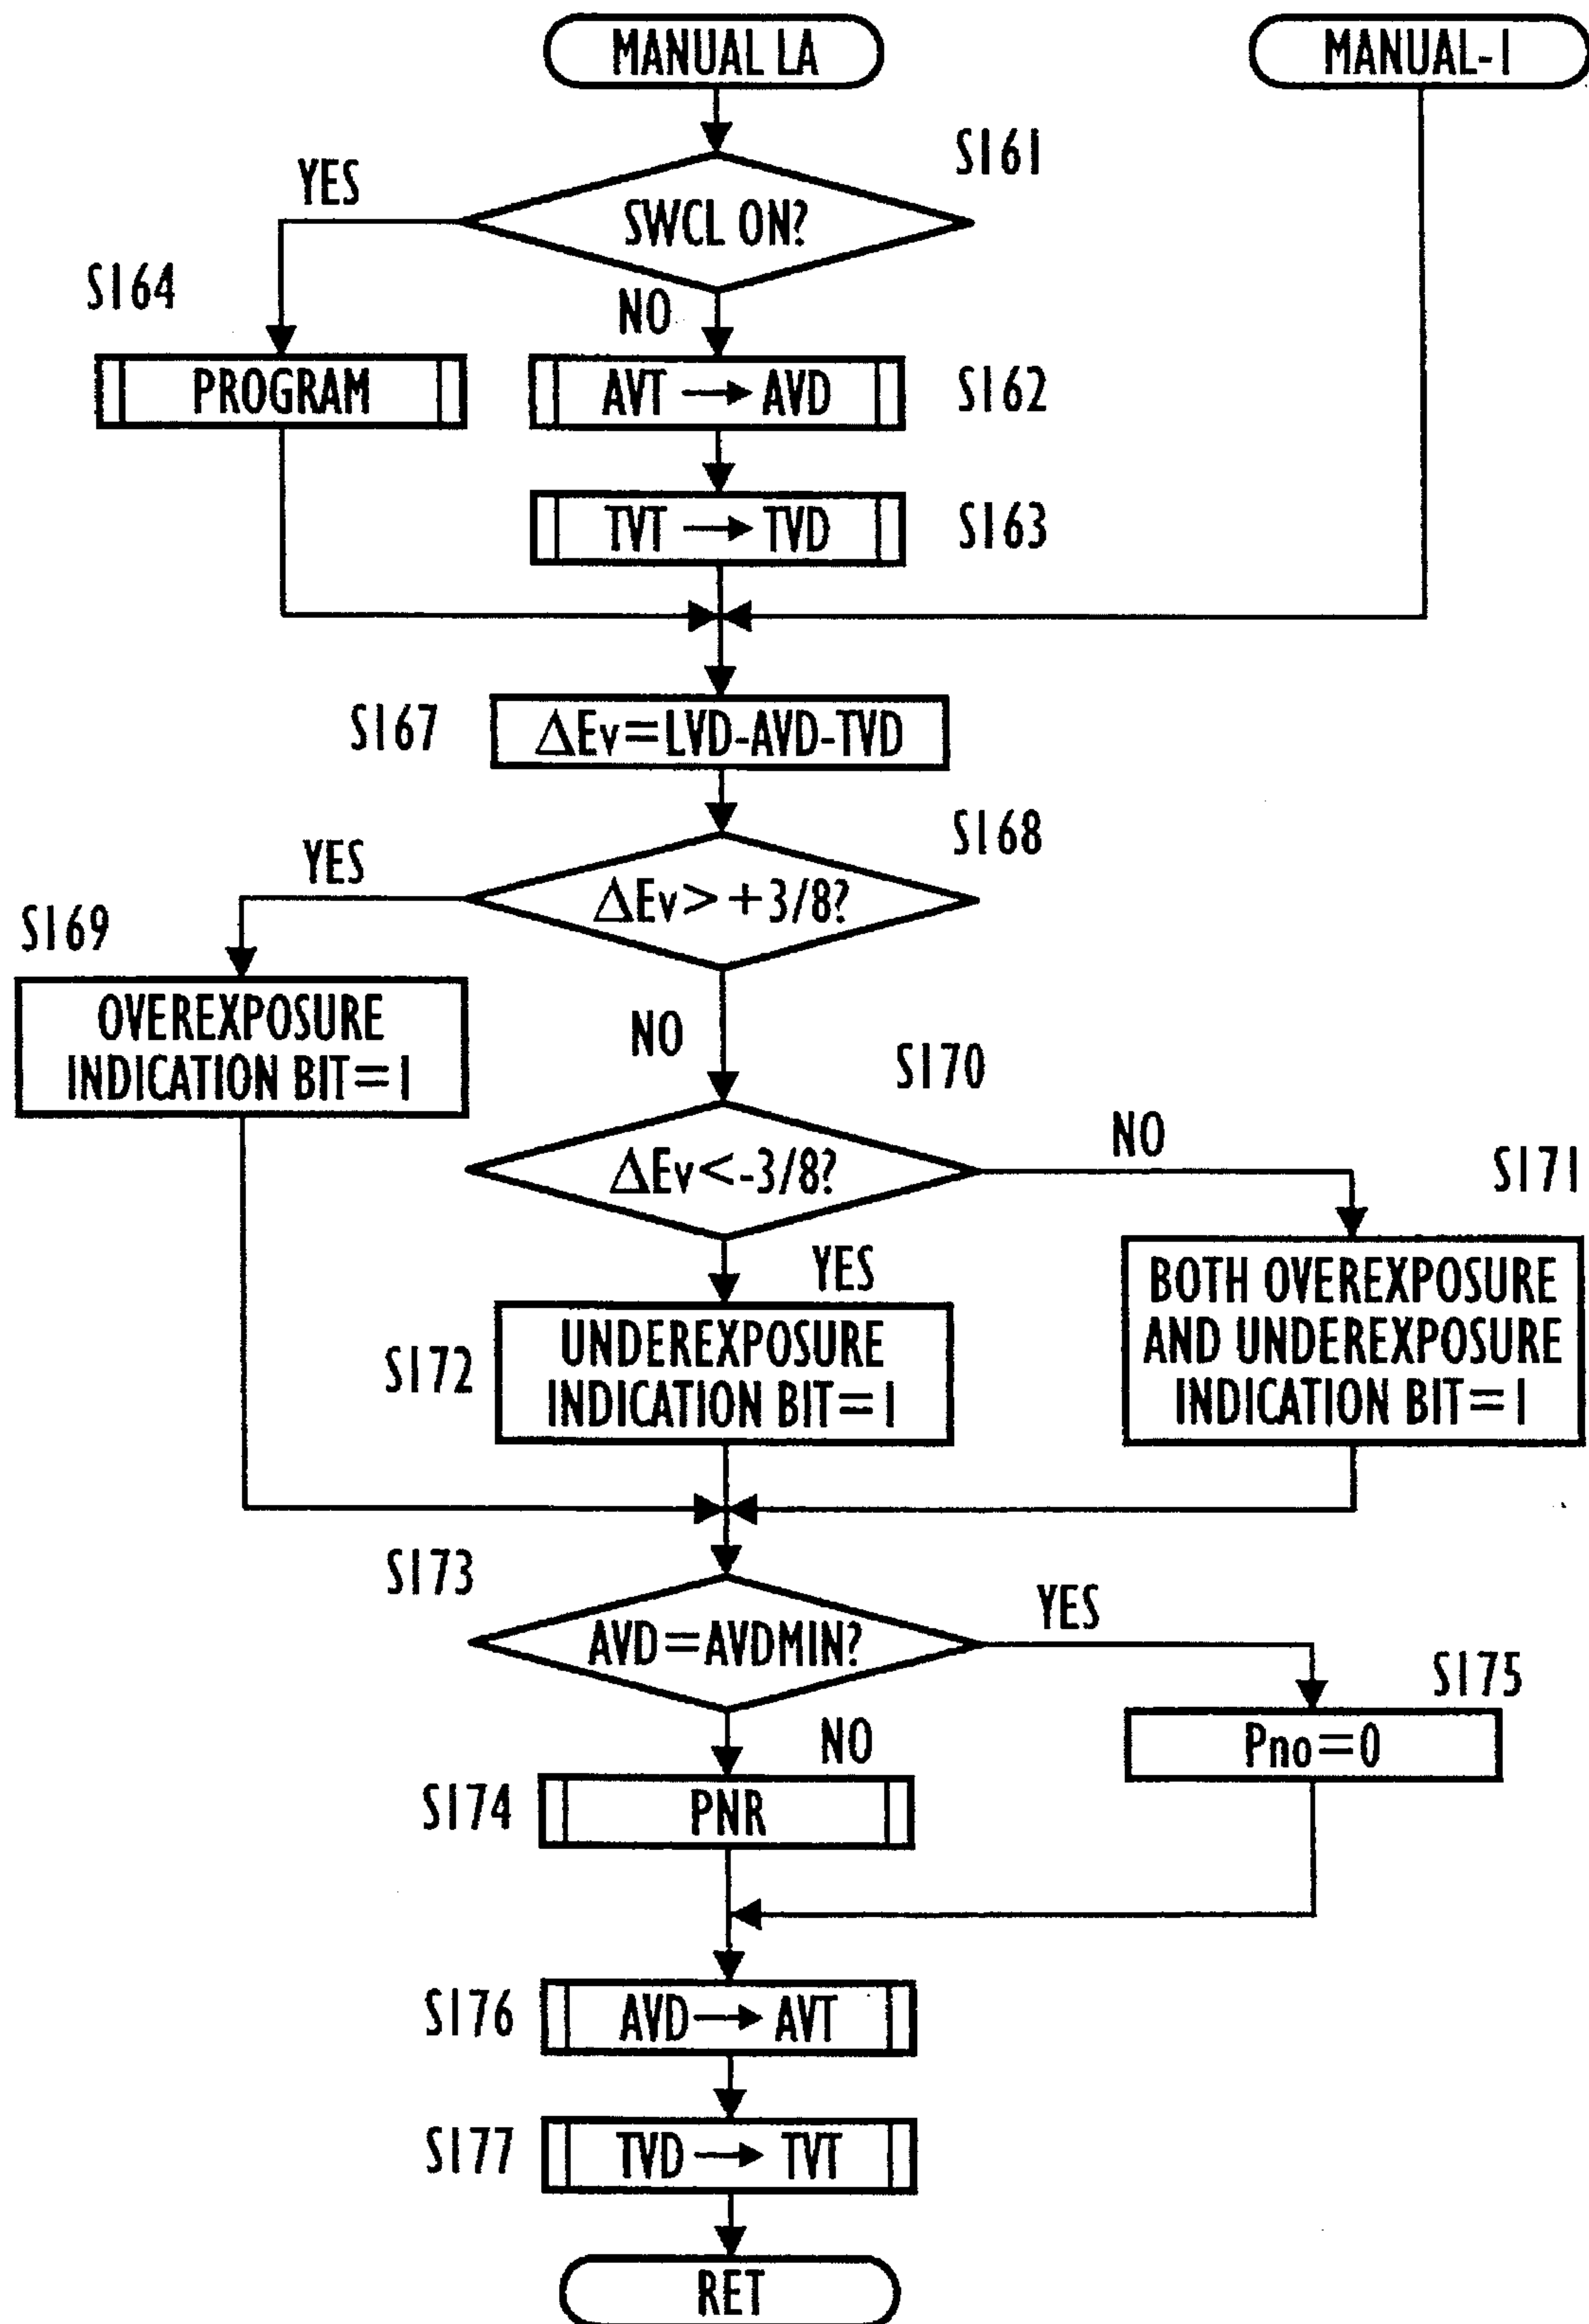 MANUAL LA
MANUAL-1
S161
YES
SWCL ON?
S164
NO
PROGRAM
AVT → AVD
S162
TVT → TVD
S163
S167
ΔEv=LVD-AVD-TVD
S168
YES
ΔEv>+3/8?
S169
OVEREXPOSURE
INDICATION BIT=1
NO
S170
ΔEv<-3/8?
NO
S171
YES
BOTH OVEREXPOSURE
AND UNDEREXPOSURE
INDICATION BIT=1
S172
UNDEREXPOSURE
INDICATION BIT=1
S173
AVD=AVDMIN?
YES
S175
NO
Pno=0
S174
PNR
S176
AVD → AVT
S177
TVD → TVT
RET